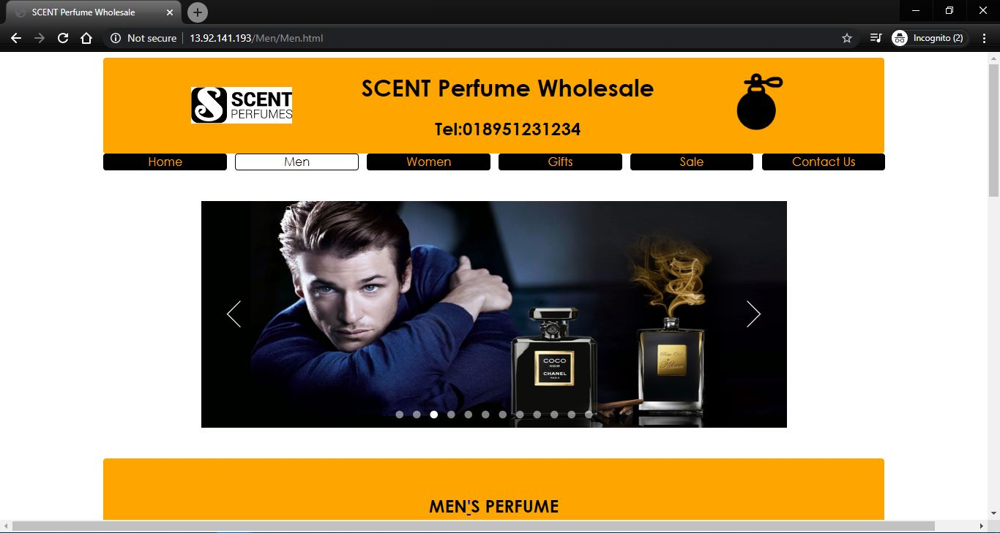 SCENT Perfume Wholesale
Not secure
13.92.141.193/Men/Men.html
Incognito (2)
SCENT
PERFUMES
SCENT Perfume Wholesale
Tel:018951231234
Home
Men
Women
Gifts
Sale
Contact Us
COCO
NOIR
CHANEL
PARIS
MEN'S PERFUME